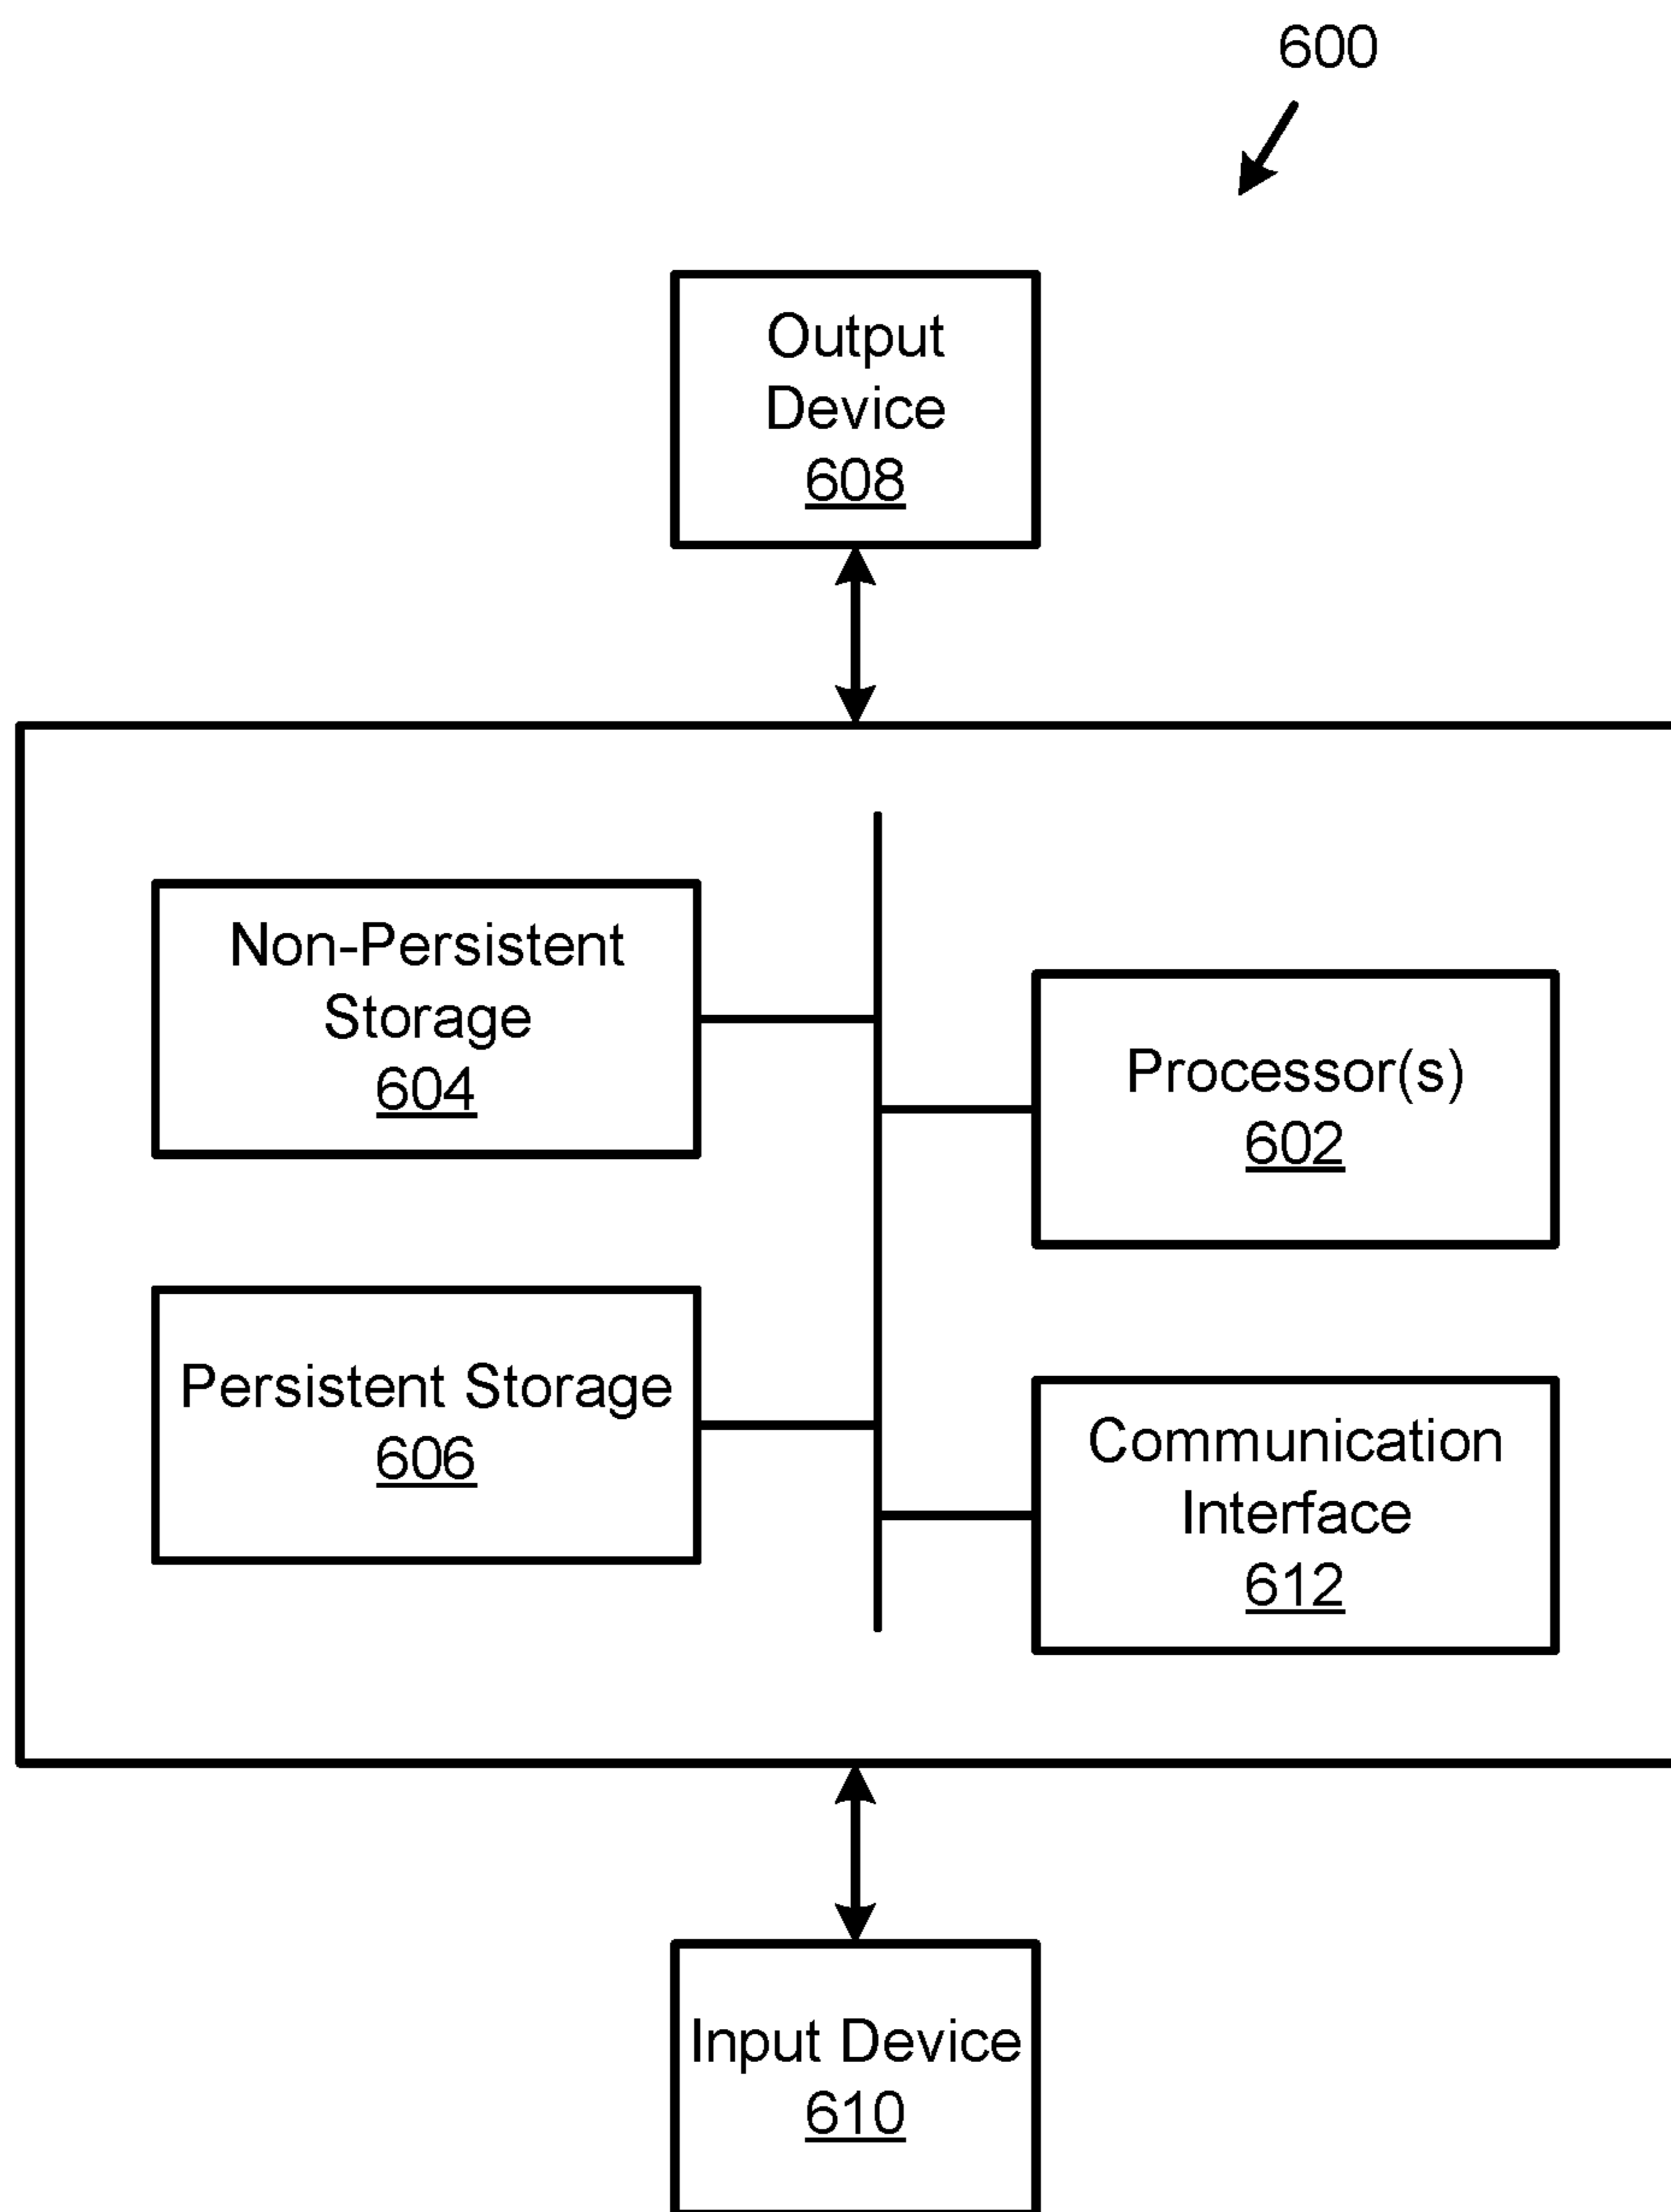 600
Output
Device
608
Non-Persistent
Storage
604
Processor(s)
602
Persistent Storage
606
Communication
Interface
612
Input Device
610